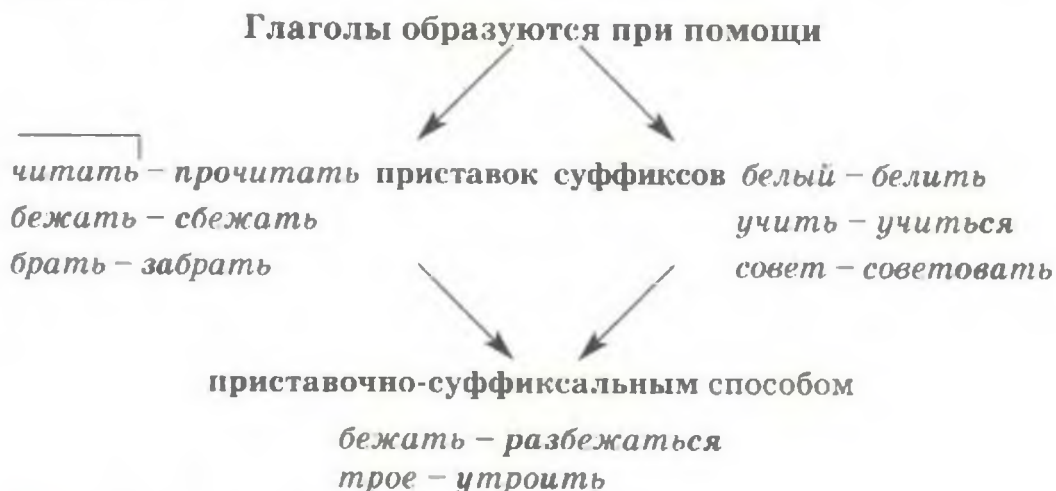 Глаголы образуются при помощи
читать – прочитать приставок суффиксов белый – белить
бежать – сбежать учить – учиться
брать – забрать совет – советовать
приставочно-суффиксальным способом
бежать – разбежаться
трое – утроить